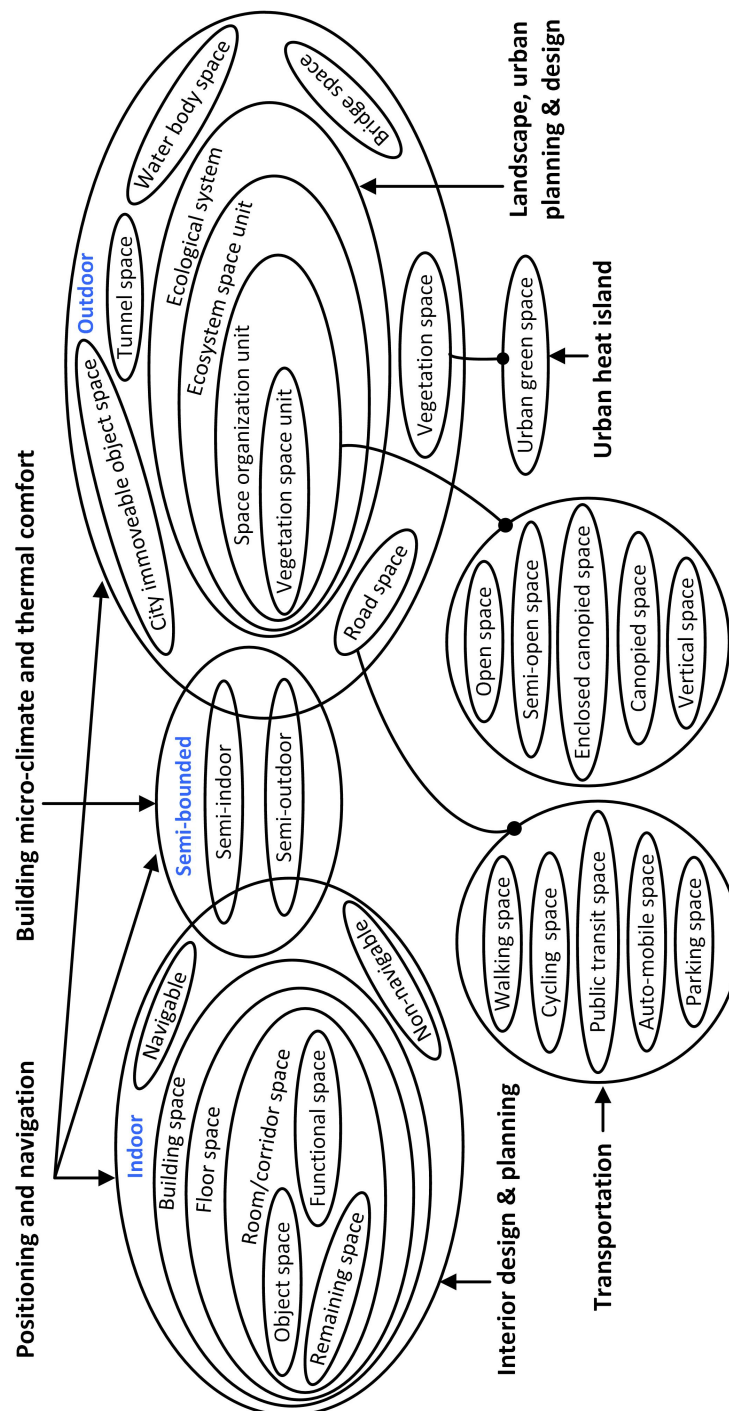 Positioning and navigation
Building micro-climate and thermal comfort
Indoor
Navigable
Building space
Floor space
Room/corridor space
Object space
Functional space
Remaining space
Non-navigable
Semi-bounded
Semi-indoor
Semi-outdoor
Outdoor
City immoveable object space
Tunnel space
Water body space
Ecological system
Ecosystem space unit
Space organization unit
Vegetation space unit
Bridge space
Road space
Vegetation space
Interior design & planning
Transportation
Walking space
Cycling space
Public transit space
Auto-mobile space
Parking space
Open space
Semi-open space
Enclosed canopied space
Canopied space
Vertical space
Urban green space
Urban heat island
Landscape, urban
planning & design